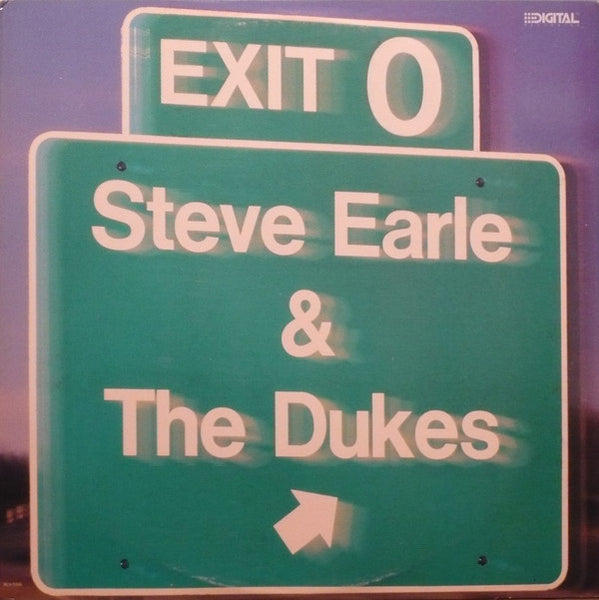 DIGITAL
EXIT 0
Steve Earle
&
The Dukes